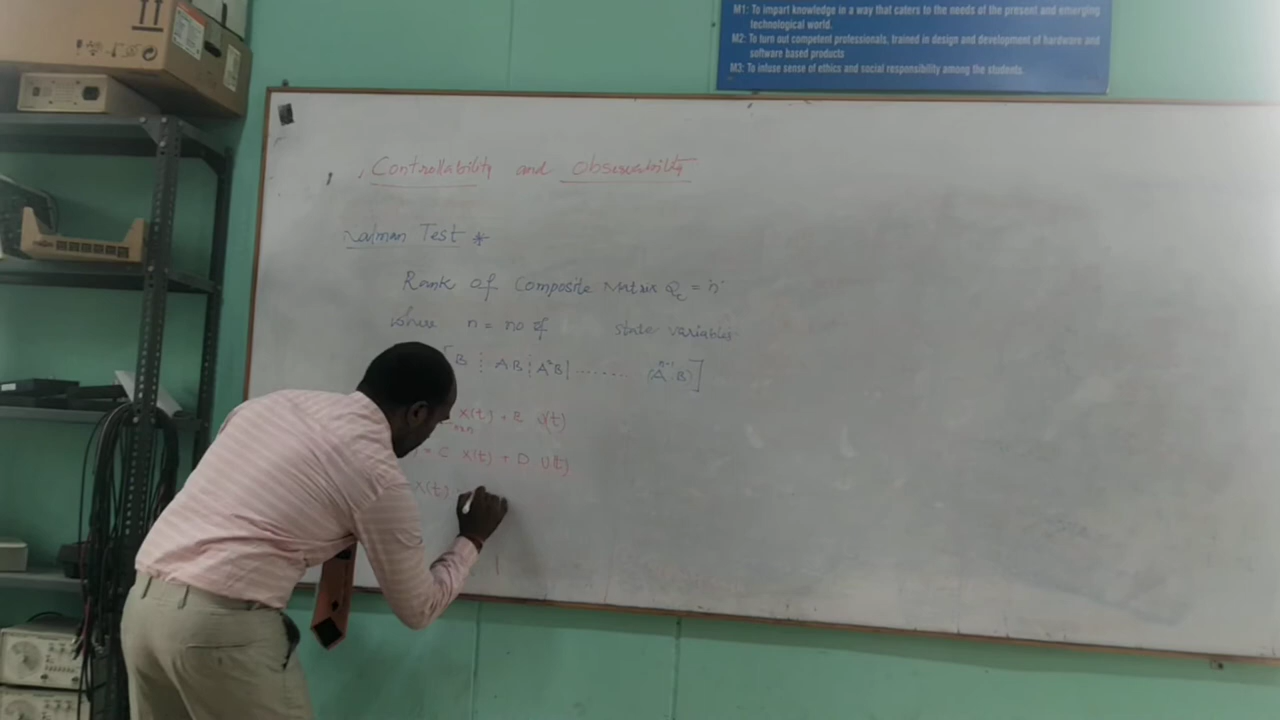 M1: To impart knowledge in a way that caters to the needs of the present and emerging
technological world.
M2: To turn out competent professionals, trained in design and development of hardware and
software based products
M3: To infuse sense of ethics and social responsibility among the students.
Controllability and Observability
Kalman Test *
Rank of Composite Matrix Qc = 'n'
where n = no of state variables
[B ⋮ AB ⋮ A²B| ....... (Aⁿ⁻¹ B)]
X(t) + B U(t)
nxn
= C X(t) + D U(t)
X(t)